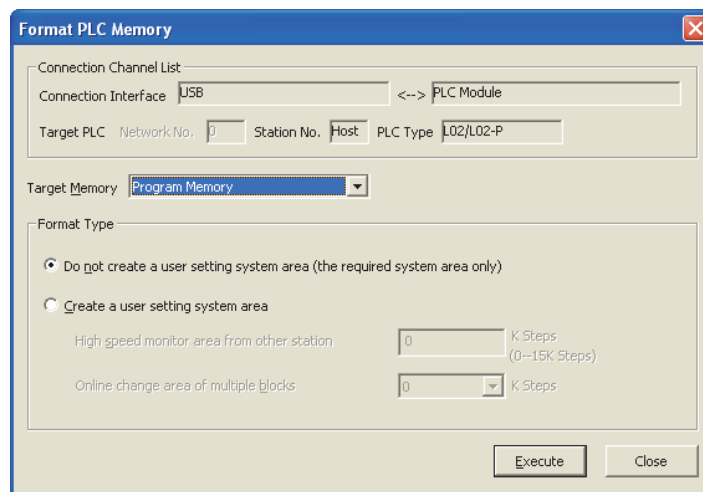 Format PLC Memory
Connection Channel List
Connection Interface USB <--> PLC Module
Target PLC Network No. 0 Station No. Host PLC Type L02/L02-P
Target Memory Program Memory
Format Type
Do not create a user setting system area (the required system area only)
Create a user setting system area
High speed monitor area from other station 0 K Steps
(0--15K Steps)
Online change area of multiple blocks 0 K Steps
Execute Close